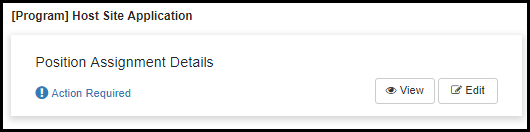 [Program] Host Site Application
Position Assignment Details
Action Required
View
Edit